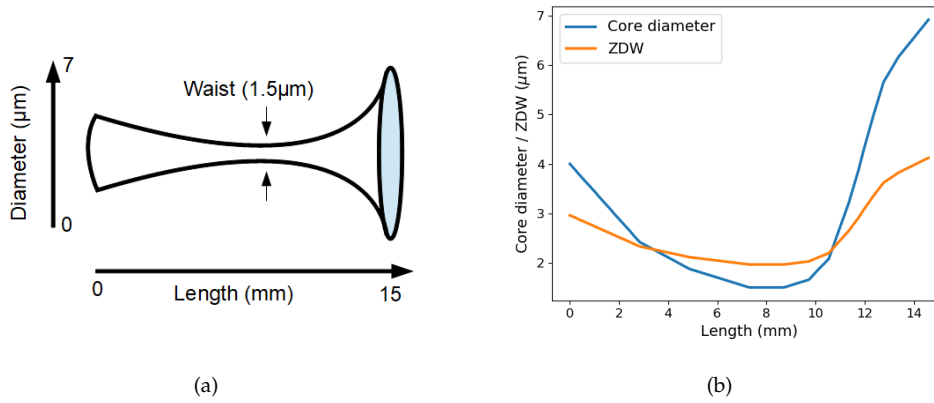 7
Diameter (µm)
Waist (1.5µm)
0
0
Length (mm)
15
(a)
Core diameter
ZDW
Core diameter / ZDW (µm)
7
6
5
4
3
2
0
2
4
6
8
10
12
14
Length (mm)
(b)